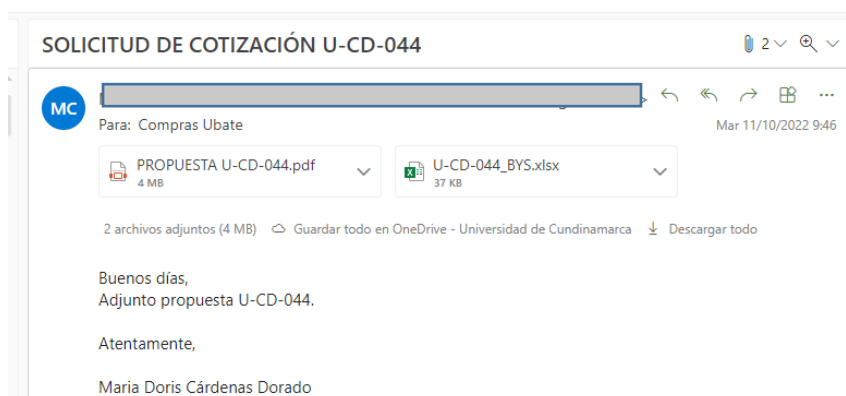 SOLICITUD DE COTIZACIÓN U-CD-044
2
MC
Para: Compras Ubate
Mar 11/10/2022 9:46
PROPUESTA U-CD-044.pdf
4 MB
U-CD-044_BYS.xlsx
37 KB
2 archivos adjuntos (4 MB) Guardar todo en OneDrive - Universidad de Cundinamarca Descargar todo
Buenos días,
Adjunto propuesta U-CD-044.
Atentamente,
Maria Doris Cárdenas Dorado